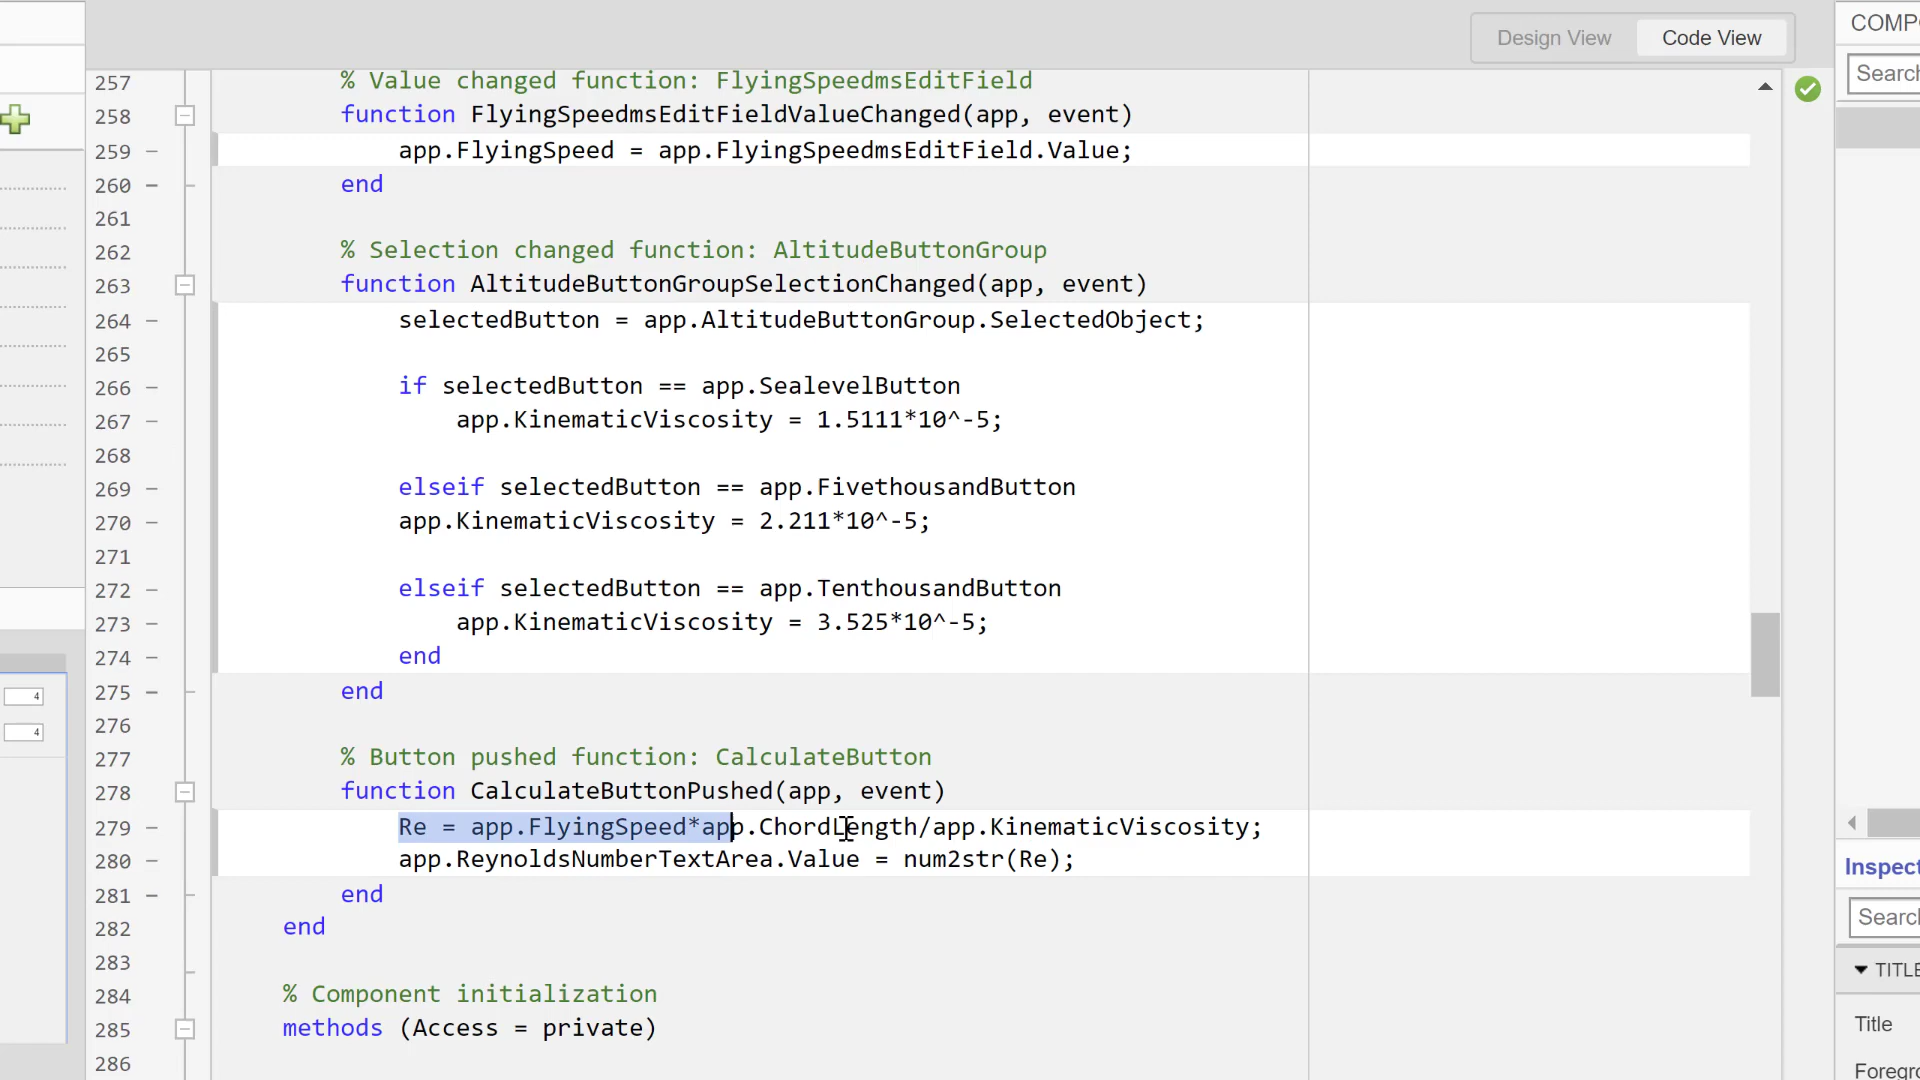 Design View
Code View
COMPO
Search
257 % Value changed function: FlyingSpeedmsEditField
258 function FlyingSpeedmsEditFieldValueChanged(app, event)
259 – app.FlyingSpeed = app.FlyingSpeedmsEditField.Value;
260 – end
261
262 % Selection changed function: AltitudeButtonGroup
263 function AltitudeButtonGroupSelectionChanged(app, event)
264 – selectedButton = app.AltitudeButtonGroup.SelectedObject;
265
266 – if selectedButton == app.SealevelButton
267 – app.KinematicViscosity = 1.5111*10^-5;
268
269 – elseif selectedButton == app.FivethousandButton
270 – app.KinematicViscosity = 2.211*10^-5;
271
272 – elseif selectedButton == app.TenthousandButton
273 – app.KinematicViscosity = 3.525*10^-5;
274 – end
275 – end
276
277 % Button pushed function: CalculateButton
278 function CalculateButtonPushed(app, event)
279 – Re = app.FlyingSpeed*app.ChordLength/app.KinematicViscosity;
280 – app.ReynoldsNumberTextArea.Value = num2str(Re);
281 – end
282 end
283
284 % Component initialization
285 methods (Access = private)
286
4
4
Inspect
Search
TITLE
Title
Foregro